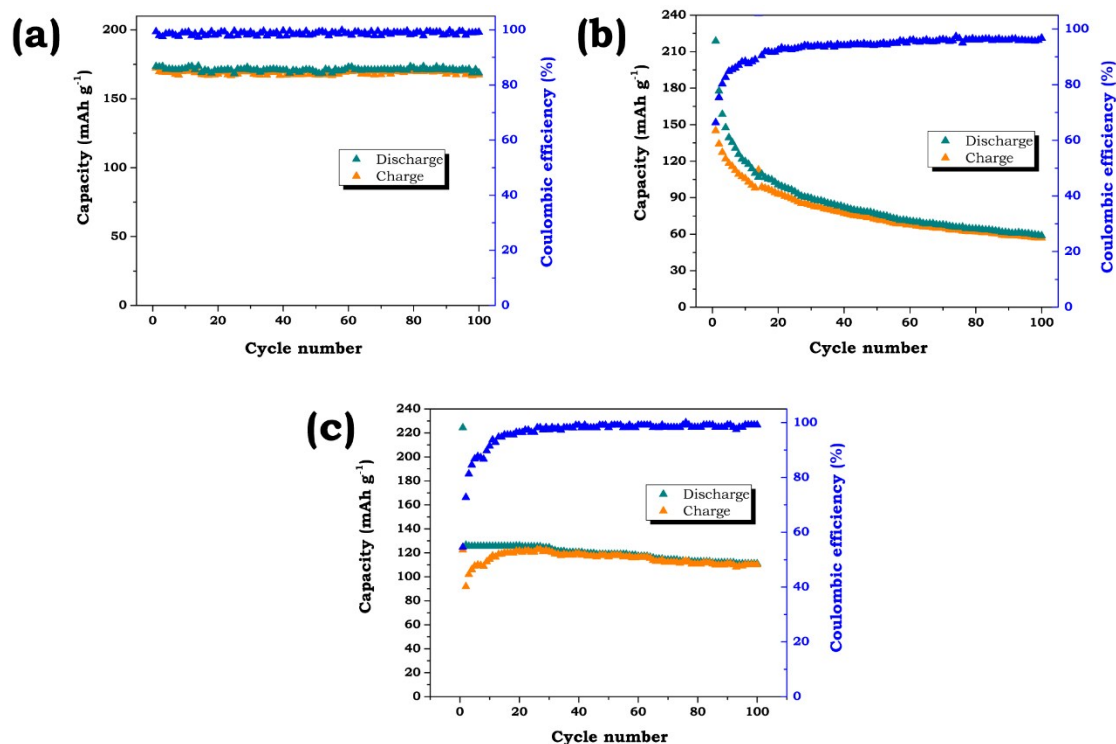 (a)
200
150
100
50
0
Capacity (mAh g⁻¹)
0 20 40 60 80 100
Cycle number
100
80
60
40
20
0
Coulombic efficiency (%)
Discharge
Charge
(b)
240
210
180
150
120
90
60
30
0
Capacity (mAh g⁻¹)
0 20 40 60 80 100
Cycle number
100
80
60
40
20
0
Coulombic efficiency (%)
Discharge
Charge
(c)
240
220
200
180
160
140
120
100
80
60
40
20
0
Capacity (mAh g⁻¹)
0 20 40 60 80 100
Cycle number
100
80
60
40
20
0
Coulombic efficiency (%)
Discharge
Charge